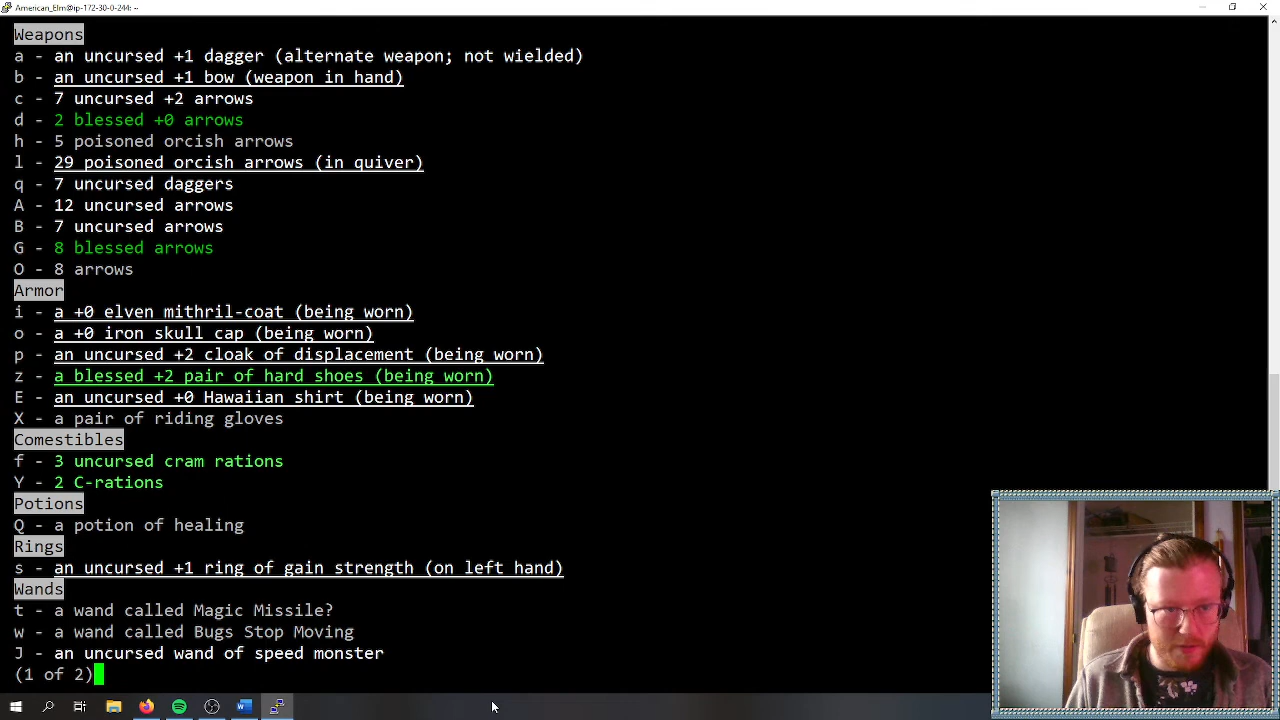 American_Elm@ip-172-30-0-244: ~
Weapons
a - an uncursed +1 dagger (alternate weapon; not wielded)
b - an uncursed +1 bow (weapon in hand)
c - 7 uncursed +2 arrows
d - 2 blessed +0 arrows
h - 5 poisoned orcish arrows
l - 29 poisoned orcish arrows (in quiver)
q - 7 uncursed daggers
A - 12 uncursed arrows
B - 7 uncursed arrows
G - 8 blessed arrows
O - 8 arrows
Armor
i - a +0 elven mithril-coat (being worn)
o - a +0 iron skull cap (being worn)
p - an uncursed +2 cloak of displacement (being worn)
z - a blessed +2 pair of hard shoes (being worn)
E - an uncursed +0 Hawaiian shirt (being worn)
X - a pair of riding gloves
Comestibles
f - 3 uncursed cram rations
Y - 2 C-rations
Potions
Q - a potion of healing
Rings
s - an uncursed +1 ring of gain strength (on left hand)
Wands
t - a wand called Magic Missile?
w - a wand called Bugs Stop Moving
J - an uncursed wand of speed monster
(1 of 2)